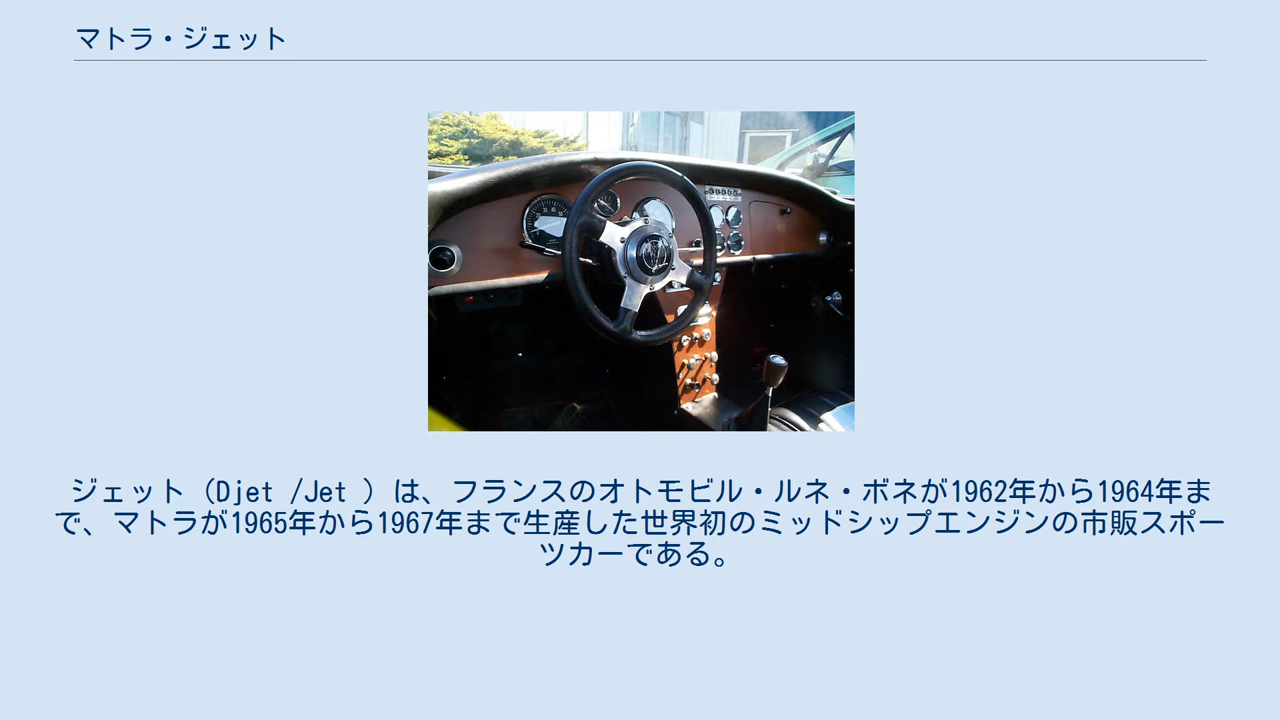 マトラ・ジェット
ジェット（Djet /Jet ）は、フランスのオトモビル・ルネ・ボネが1962年から1964年ま
で、マトラが1965年から1967年まで生産した世界初のミッドシップエンジンの市販スポー
ツカーである。